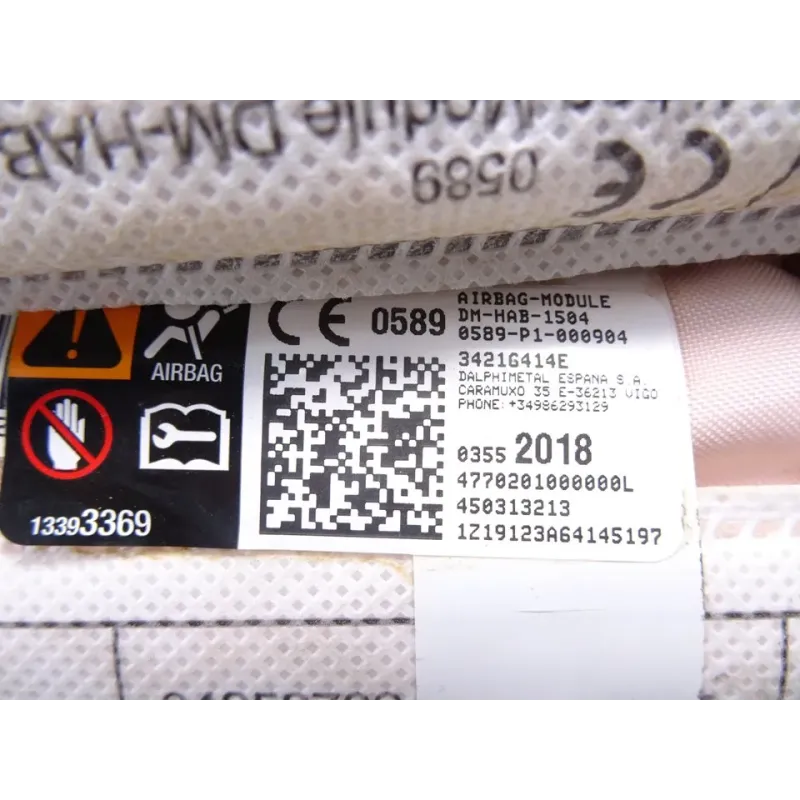 Module DM-HAB
0589
CE
CE 0589
AIRBAG-MODULE
DM-HAB-1504
0589-P1-000904
34216414E
DALPHIMETAL ESPANA S.A.
CARAMUXO 35 E-36213 VIGO
PHONE: +34986293129
0355 2018
4770201000000L
450313213
1Z19123A64145197
AIRBAG
13393369